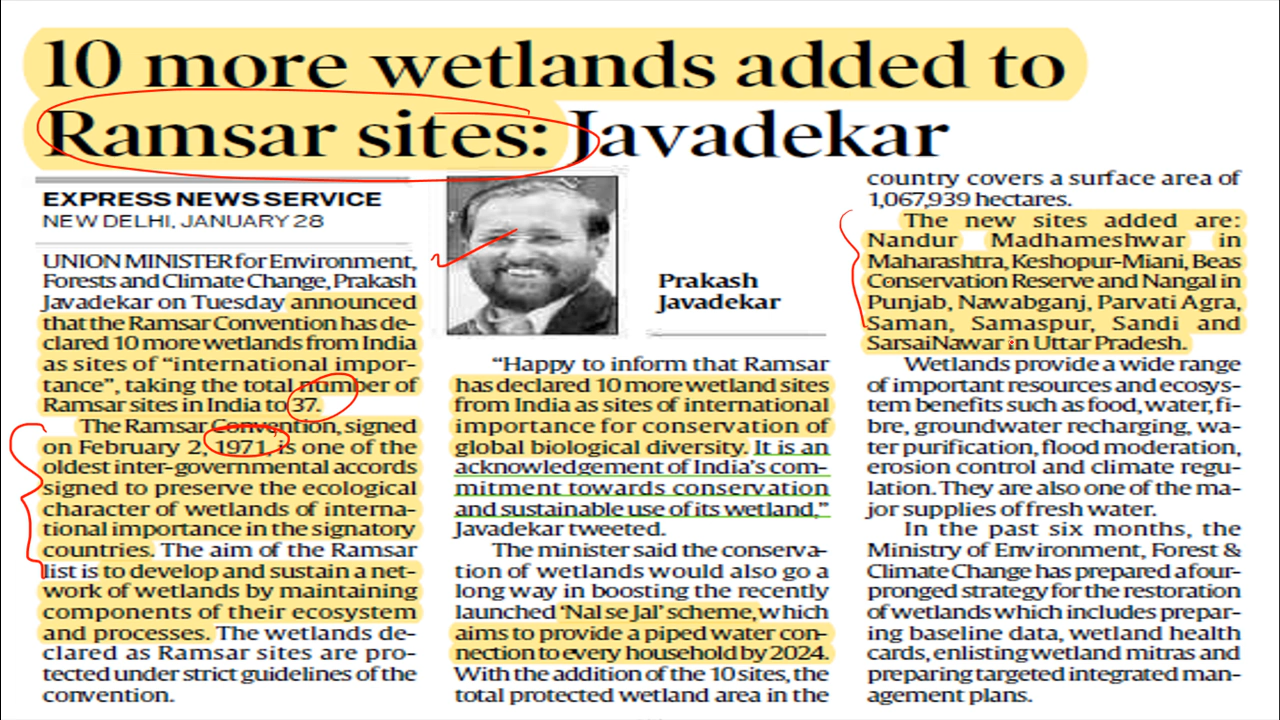 10 more wetlands added to
Ramsar sites: Javadekar
EXPRESS NEWS SERVICE
NEW DELHI, JANUARY 28
UNION MINISTER for Environment,
Forests and Climate Change, Prakash
Javadekar on Tuesday announced
that the Ramsar Convention has de-
clared 10 more wetlands from India
as sites of “international impor-
tance”, taking the total number of
Ramsar sites in India to 37.
The Ramsar Convention, signed
on February 2, 1971, is one of the
oldest inter-governmental accords
signed to preserve the ecological
character of wetlands of interna-
tional importance in the signatory
countries. The aim of the Ramsar
list is to develop and sustain a net-
work of wetlands by maintaining
components of their ecosystem
and processes. The wetlands de-
clared as Ramsar sites are pro-
tected under strict guidelines of the
convention.
Prakash
Javadekar
“Happy to inform that Ramsar
has declared 10 more wetland sites
from India as sites of international
importance for conservation of
global biological diversity. It is an
acknowledgement of India’s com-
mitment towards conservation
and sustainable use of its wetland,”
Javadekar tweeted.
The minister said the conserva-
tion of wetlands would also go a
long way in boosting the recently
launched ‘Nal se Jal’ scheme, which
aims to provide a piped water con-
nection to every household by 2024.
With the addition of the 10 sites, the
total protected wetland area in the
country covers a surface area of
1,067,939 hectares.
The new sites added are:
Nandur Madhameshwar in
Maharashtra, Keshopur-Miani, Beas
Conservation Reserve and Nangal in
Punjab, Nawabganj, Parvati Agra,
Saman, Samaspur, Sandi and
SarsaiNawar in Uttar Pradesh.
Wetlands provide a wide range
of important resources and ecosys-
tem benefits such as food, water, fi-
bre, groundwater recharging, wa-
ter purification, flood moderation,
erosion control and climate regu-
lation. They are also one of the ma-
jor supplies of fresh water.
In the past six months, the
Ministry of Environment, Forest &
Climate Change has prepared a four-
pronged strategy for the restoration
of wetlands which includes prepar-
ing baseline data, wetland health
cards, enlisting wetland mitras and
preparing targeted integrated man-
agement plans.